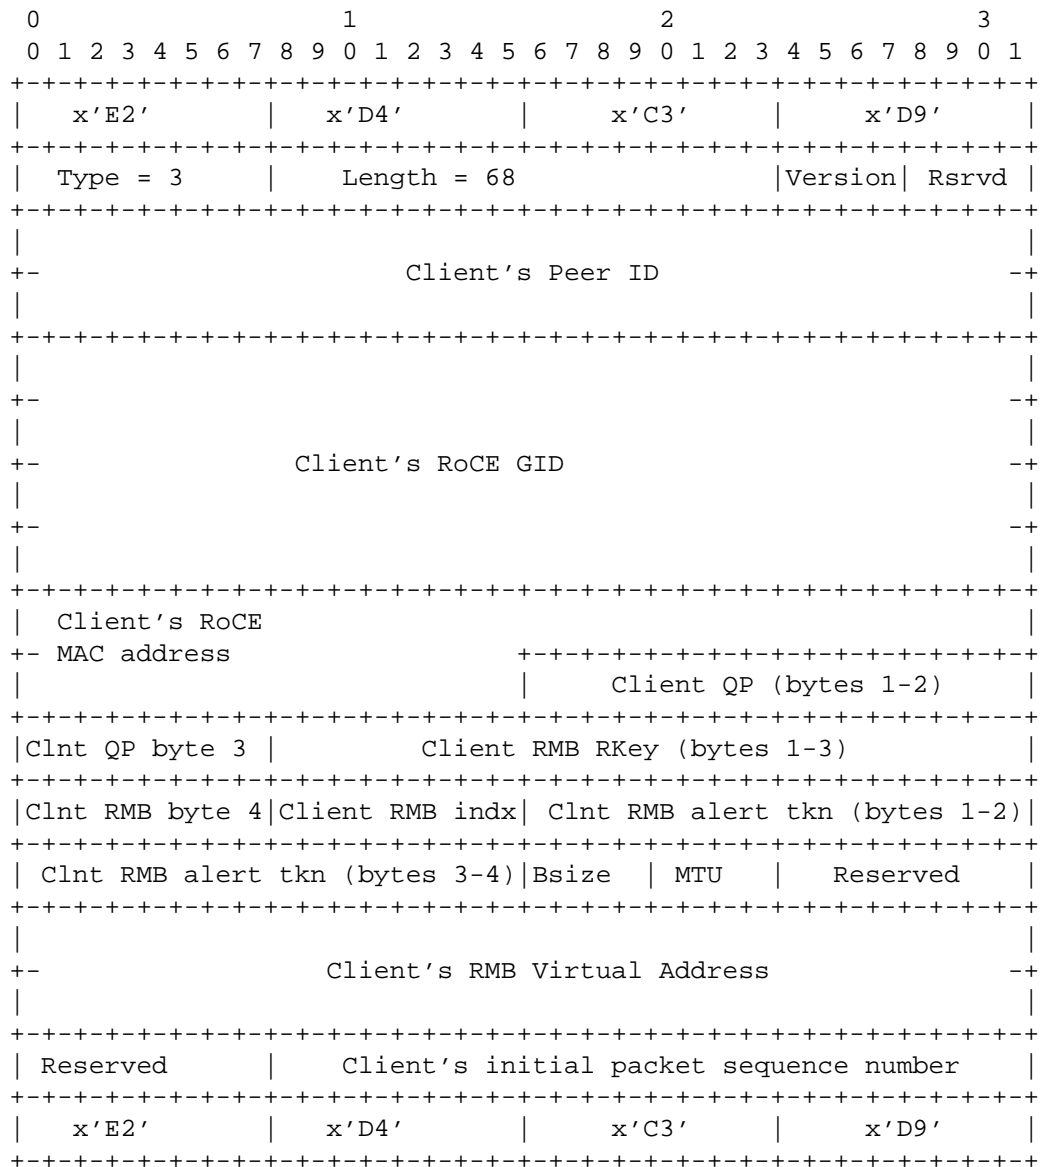 0                   1                   2                   3
0 1 2 3 4 5 6 7 8 9 0 1 2 3 4 5 6 7 8 9 0 1 2 3 4 5 6 7 8 9 0 1
+-+-+-+-+-+-+-+-+-+-+-+-+-+-+-+-+-+-+-+-+-+-+-+-+-+-+-+-+-+-+-+-+
|   x'E2'       |   x'D4'       |     x'C3'     |     x'D9'     |
+-+-+-+-+-+-+-+-+-+-+-+-+-+-+-+-+-+-+-+-+-+-+-+-+-+-+-+-+-+-+-+-+
|  Type = 3     |    Length = 68                |Version| Rsrvd |
+-+-+-+-+-+-+-+-+-+-+-+-+-+-+-+-+-+-+-+-+-+-+-+-+-+-+-+-+-+-+-+-+
|                                                               |
+-                       Client's Peer ID                      -+
|                                                               |
+-+-+-+-+-+-+-+-+-+-+-+-+-+-+-+-+-+-+-+-+-+-+-+-+-+-+-+-+-+-+-+-+
|                                                               |
+-                                                             -+
|                                                               |
+-                Client's RoCE GID                            -+
|                                                               |
+-                                                             -+
|                                                               |
+-+-+-+-+-+-+-+-+-+-+-+-+-+-+-+-+-+-+-+-+-+-+-+-+-+-+-+-+-+-+-+-+
|  Client's RoCE                                                |
+- MAC address                  +-+-+-+-+-+-+-+-+-+-+-+-+-+-+-+-+
|                               |     Client QP (bytes 1-2)     |
+-+-+-+-+-+-+-+-+-+-+-+-+-+-+-+-+-+-+-+-+-+-+-+-+-+-+-+-+-+-+---+
|Clnt QP byte 3 |         Client RMB RKey (bytes 1-3)           |
+-+-+-+-+-+-+-+-+-+-+-+-+-+-+-+-+-+-+-+-+-+-+-+-+-+-+-+-+-+-+-+-+
|Clnt RMB byte 4|Client RMB indx| Clnt RMB alert tkn (bytes 1-2)|
+-+-+-+-+-+-+-+-+-+-+-+-+-+-+-+-+-+-+-+-+-+-+-+-+-+-+-+-+-+-+-+-+
| Clnt RMB alert tkn (bytes 3-4)|Bsize  | MTU   |   Reserved    |
+-+-+-+-+-+-+-+-+-+-+-+-+-+-+-+-+-+-+-+-+-+-+-+-+-+-+-+-+-+-+-+-+
|                                                               |
+-                  Client's RMB Virtual Address               -+
|                                                               |
+-+-+-+-+-+-+-+-+-+-+-+-+-+-+-+-+-+-+-+-+-+-+-+-+-+-+-+-+-+-+-+-+
| Reserved      |    Client's initial packet sequence number    |
+-+-+-+-+-+-+-+-+-+-+-+-+-+-+-+-+-+-+-+-+-+-+-+-+-+-+-+-+-+-+-+-+
|   x'E2'       |   x'D4'       |     x'C3'     |     x'D9'     |
+-+-+-+-+-+-+-+-+-+-+-+-+-+-+-+-+-+-+-+-+-+-+-+-+-+-+-+-+-+-+-+-+